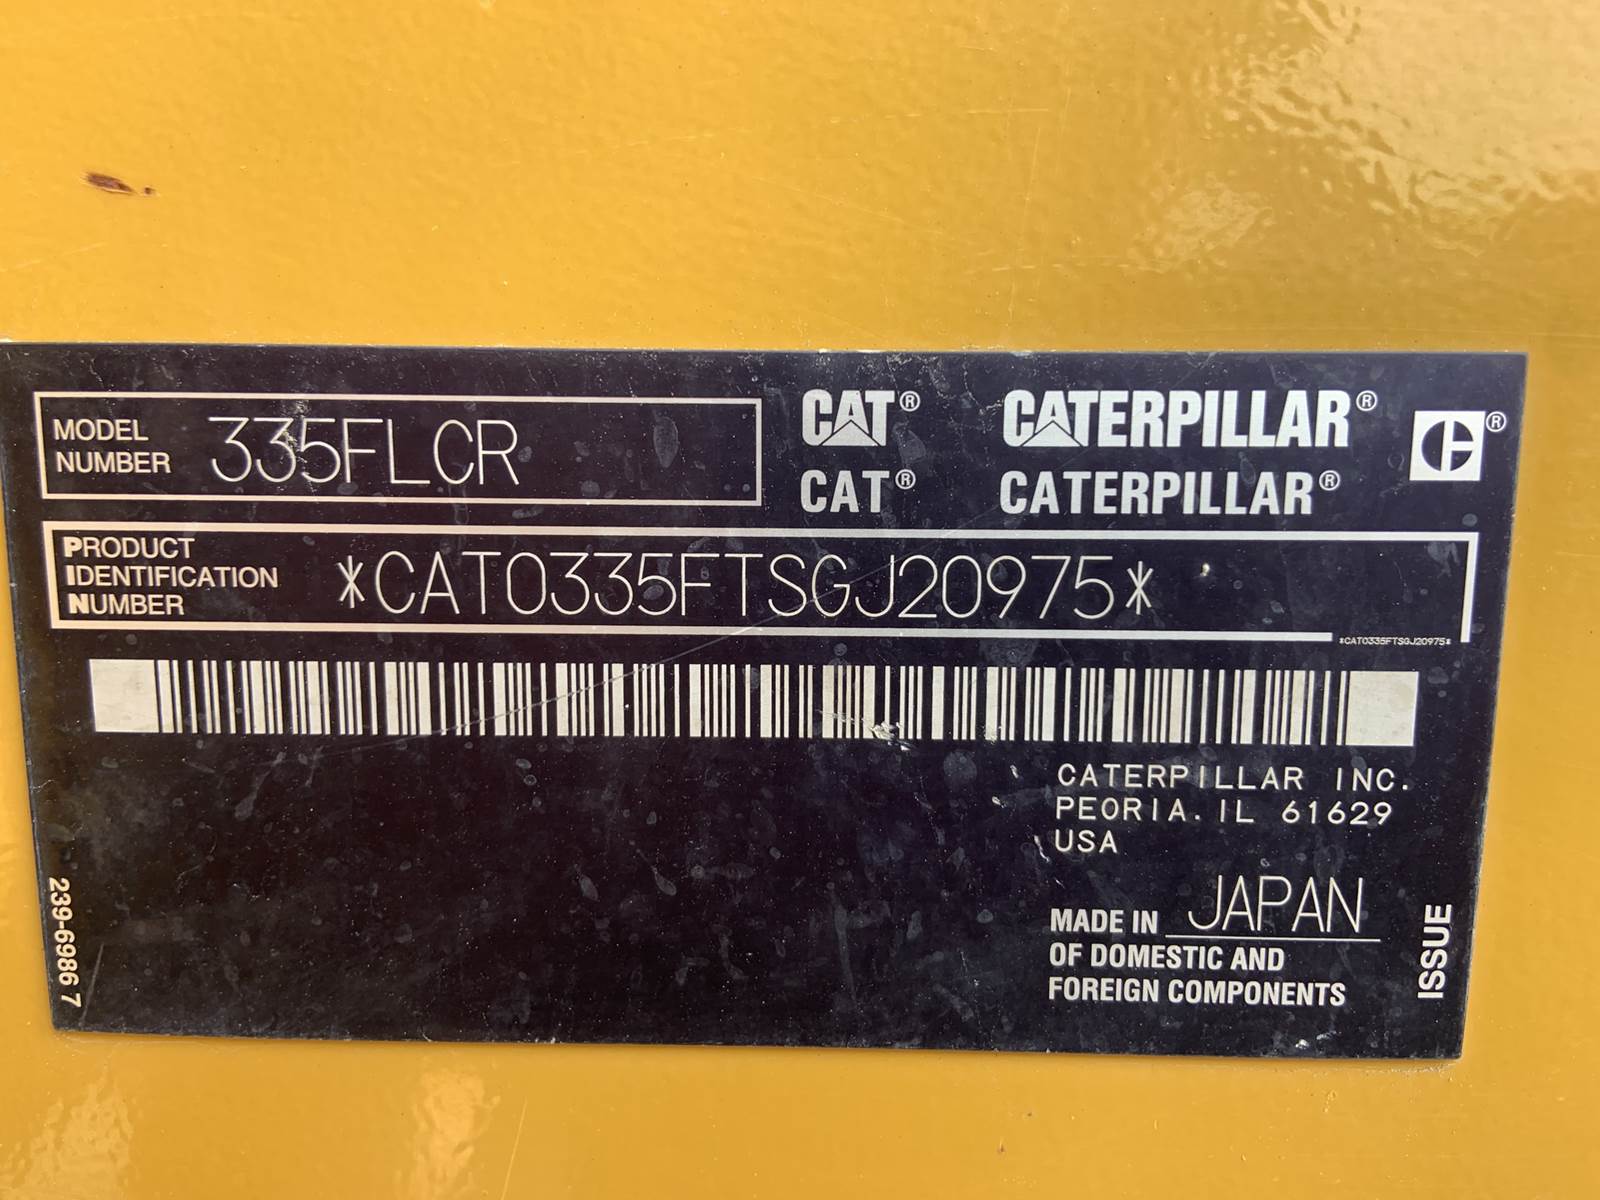 MODEL NUMBER 335FLCR
CAT® CATERPILLAR®
CAT® CATERPILLAR®
PRODUCT
IDENTIFICATION
NUMBER
*CAT0335FTSGJ20975*
*CAT0335FTSGJ20975*
CATERPILLAR INC.
PEORIA. IL 61629
USA
MADE IN JAPAN
OF DOMESTIC AND
FOREIGN COMPONENTS
ISSUE
239-6986 7